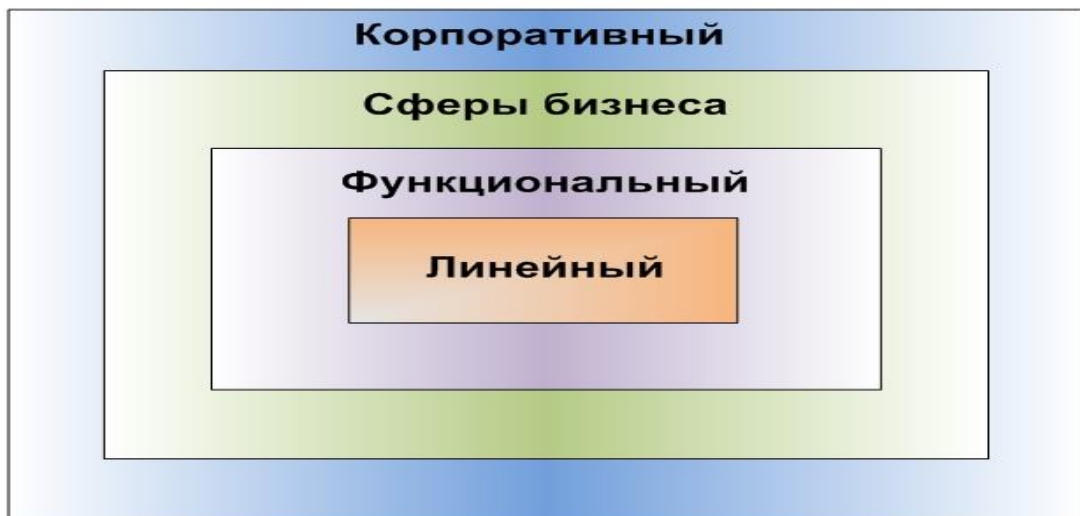 Корпоративный
Сферы бизнеса
Функциональный
Линейный